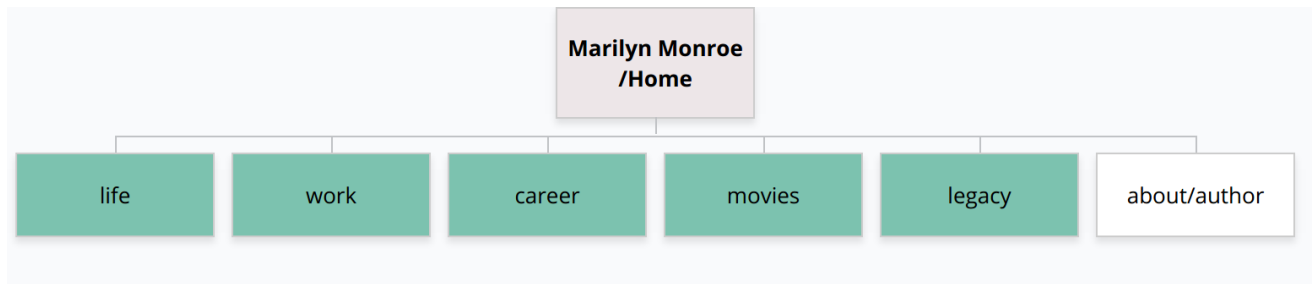 Marilyn Monroe
/Home
life
work
career
movies
legacy
about/author